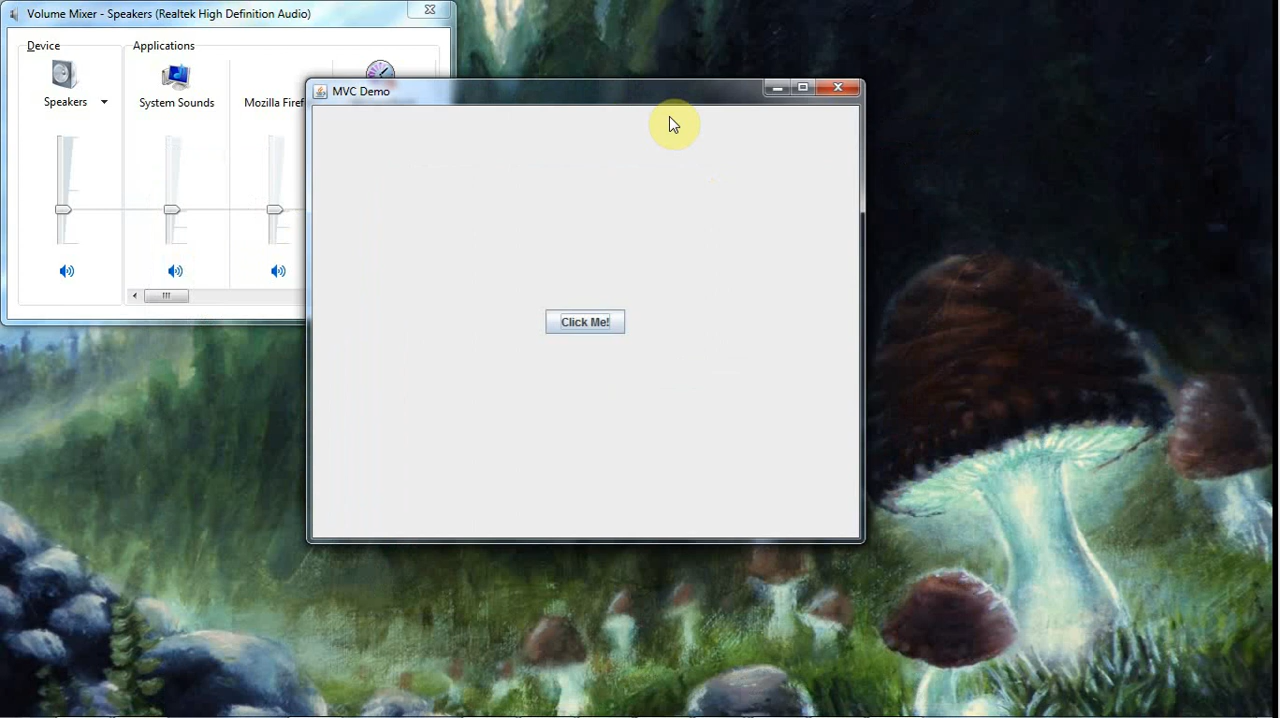 Volume Mixer - Speakers (Realtek High Definition Audio)
Device
Applications
Speakers
System Sounds
Mozilla Firef
MVC Demo
Click Me!